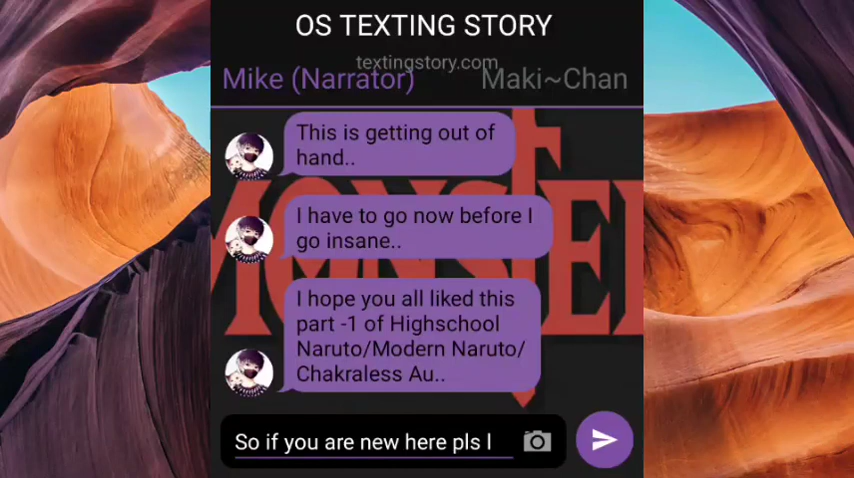 OS TEXTING STORY
textingstory.com
Mike (Narrator) Maki~Chan
This is getting out of
hand..
I have to go now before I
go insane..
I hope you all liked this
part -1 of Highschool
Naruto/Modern Naruto/
Chakraless Au..
MONSTER
So if you are new here pls l